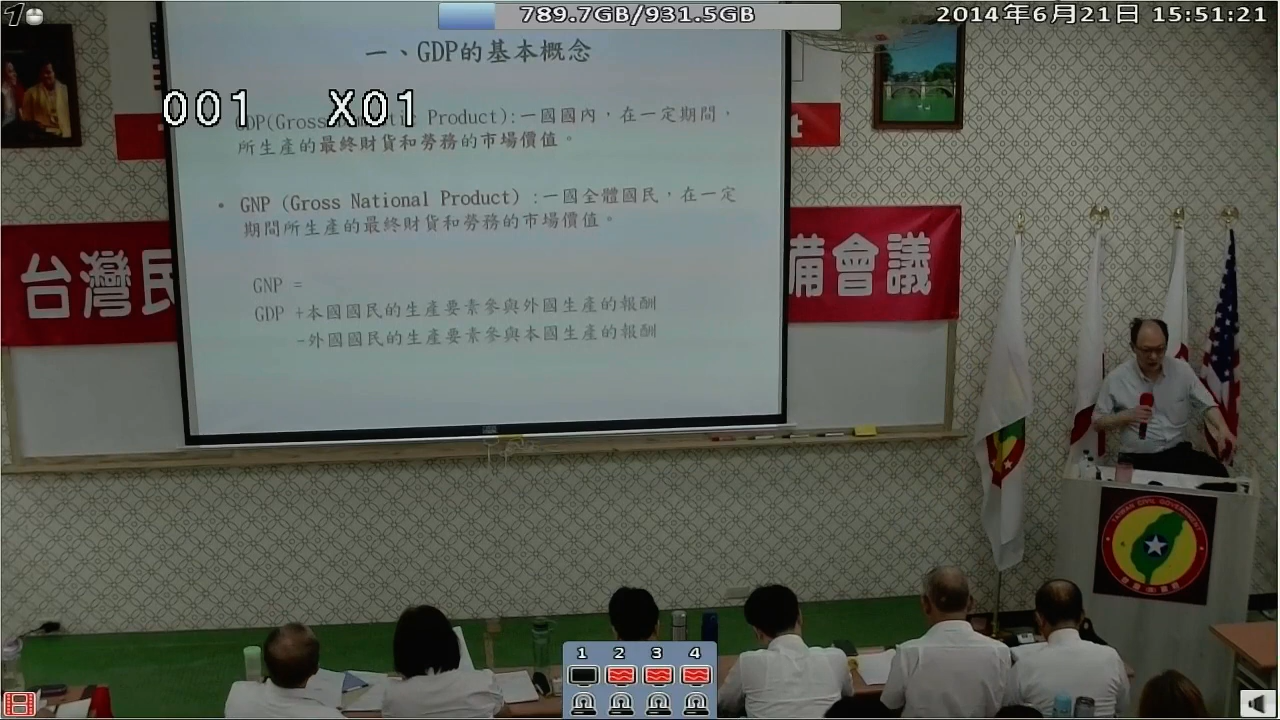 1
789.7GB/931.5GB
2014年6月21日 15:51:21
一、GDP的基本概念
001 X01
GDP(Gross Product):一國國內，在一定期間，
所生產的最終財貨和勞務的市場價值。
• GNP (Gross National Product) :一國全體國民，在一定
期間所生產的最終財貨和勞務的市場價值。
GNP =
GDP +本國國民的生產要素參與外國生產的報酬
-外國國民的生產要素參與本國生產的報酬
t
台灣民
備會議
TAIWAN CIVIL GOVERNMENT
1 2 3 4